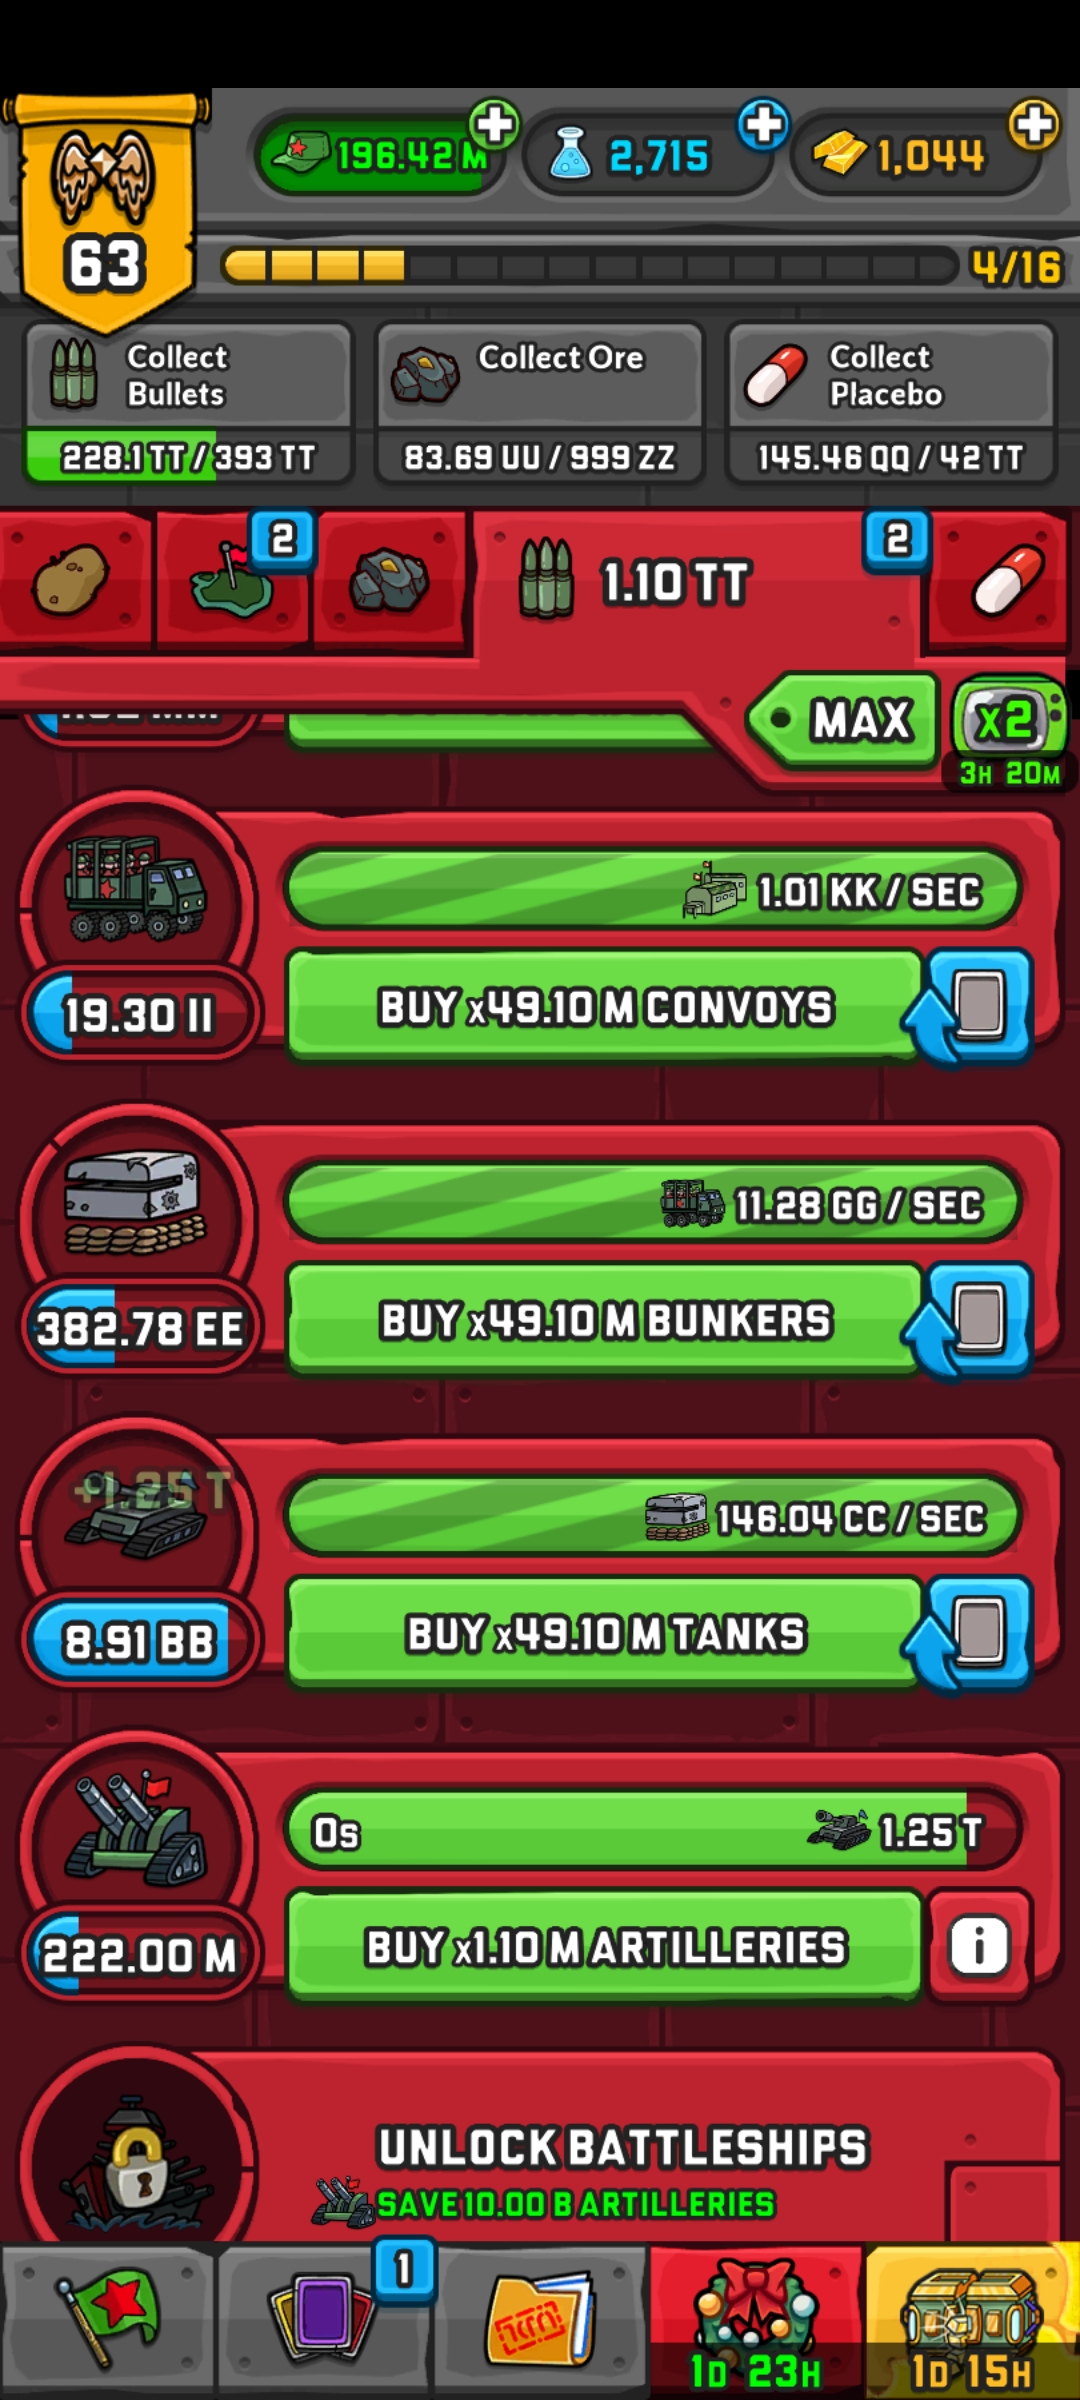 196.42 M
2,715
1,044
63
4/16
Collect
Bullets
Collect Ore
Collect
Placebo
228.1 TT / 393 TT
83.69 UU / 999 ZZ
145.46 QQ / 42 TT
2
1.10 TT
2
MAX
x2
3H 20M
1.01 KK / SEC
19.30 II
BUY x49.10 M CONVOYS
11.28 GG / SEC
382.78 EE
BUY x49.10 M BUNKERS
+1.25 T
146.04 CC / SEC
8.91 BB
BUY x49.10 M TANKS
0s
1.25 T
222.00 M
BUY x1.10 M ARTILLERIES
i
UNLOCK BATTLESHIPS
SAVE 10.00 B ARTILLERIES
1
1D 23H
1D 15H